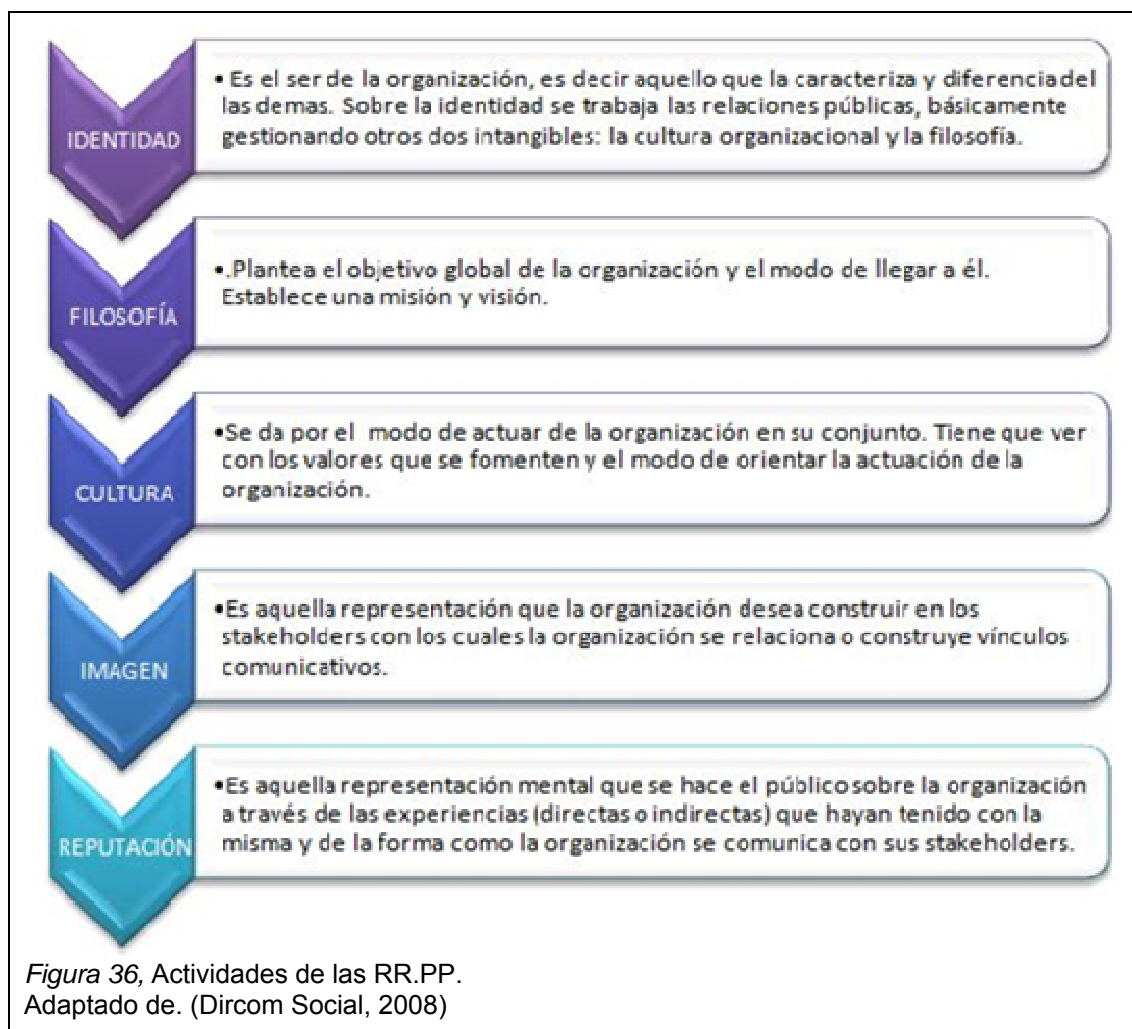 IDENTIDAD
• Es el ser de la organización, es decir aquello que la caracteriza y diferencia del
las demas. Sobre la identidad se trabaja las relaciones públicas, básicamente
gestionando otros dos intangibles: la cultura organizacional y la filosofía.
FILOSOFÍA
•.Plantea el objetivo global de la organización y el modo de llegar a él.
Establece una misión y visión.
CULTURA
•Se da por el modo de actuar de la organización en su conjunto. Tiene que ver
con los valores que se fomenten y el modo de orientar la actuación de la
organización.
IMAGEN
•Es aquella representación que la organización desea construir en los
stakeholders con los cuales la organización se relaciona o construye vínculos
comunicativos.
REPUTACIÓN
•Es aquella representación mental que se hace el público sobre la organización
a través de las experiencias (directas o indirectas) que hayan tenido con la
misma y de la forma como la organización se comunica con sus stakeholders.
Figura 36, Actividades de las RR.PP.
Adaptado de. (Dircom Social, 2008)